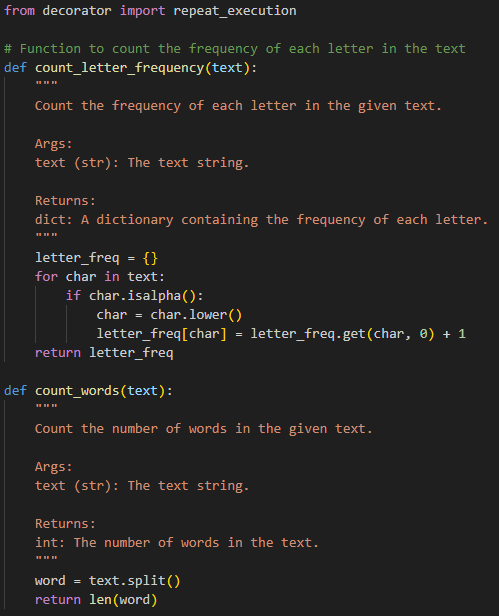 from decorator import repeat_execution
# Function to count the frequency of each letter in the text
def count_letter_frequency(text):
    """
    Count the frequency of each letter in the given text.

    Args:
    text (str): The text string.

    Returns:
    dict: A dictionary containing the frequency of each letter.
    """
    letter_freq = {}
    for char in text:
        if char.isalpha():
            char = char.lower()
            letter_freq[char] = letter_freq.get(char, 0) + 1
    return letter_freq

def count_words(text):
    """
    Count the number of words in the given text.

    Args:
    text (str): The text string.

    Returns:
    int: The number of words in the text.
    """
    word = text.split()
    return len(word)